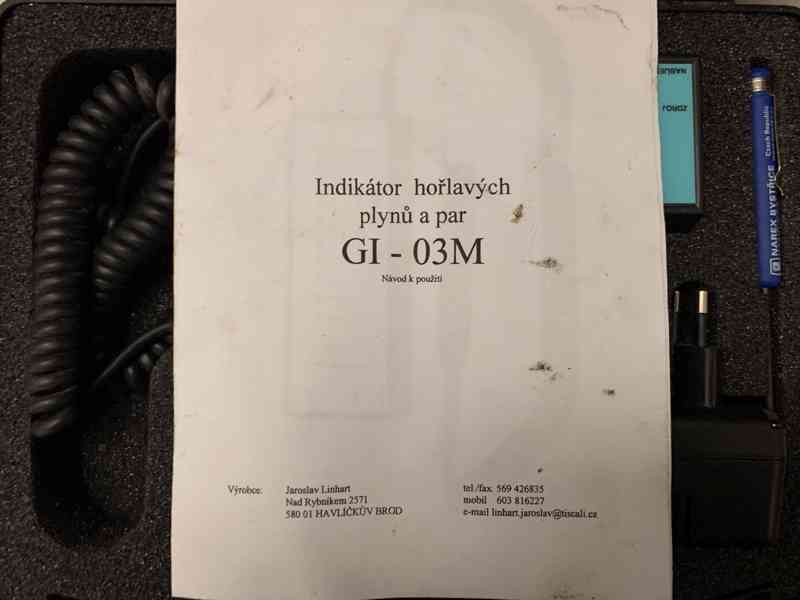 Indikátor hořlavých
plynů a par
GI - 03M
Návod k použití
Výrobce:
Jaroslav Linhart
Nad Rybníkem 2571
580 01 HAVLÍČKŮV BROD
tel./fax. 569 426835
mobil 603 816227
e-mail linhart.jaroslav@tiscali.cz
NAREX BYSTŘICE
Czech Republic
ZDROJ